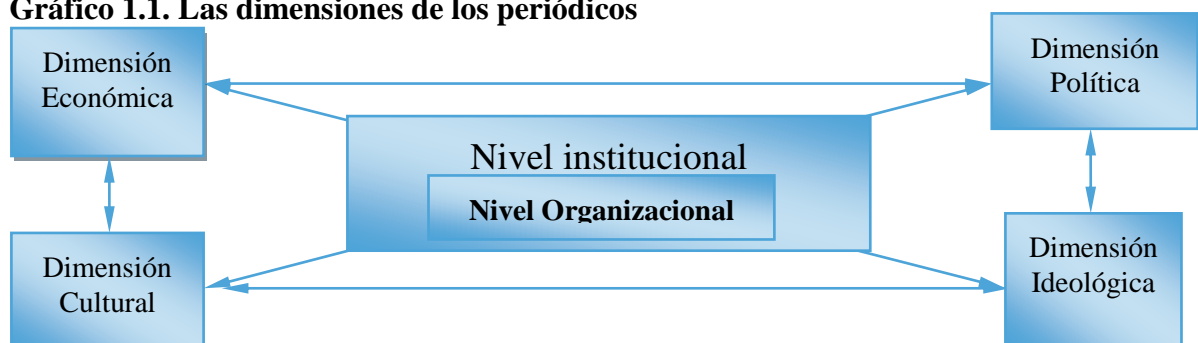 Gráfico 1.1. Las dimensiones de los periódicos
Dimensión
Económica
Dimensión
Política
Nivel institucional
Nivel Organizacional
Dimensión
Cultural
Dimensión
Ideológica